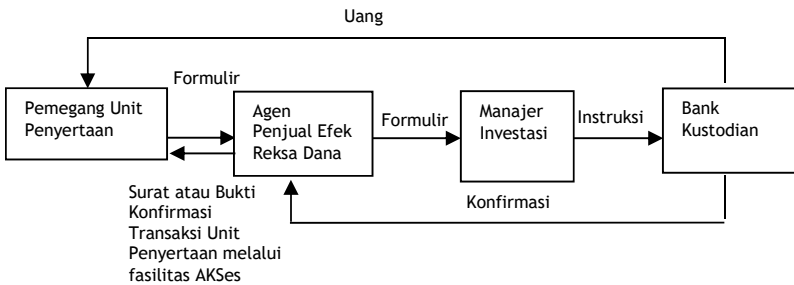 Uang
Formulir
Pemegang Unit
Penyertaan
Agen
Penjual Efek
Reksa Dana
Formulir
Manajer
Investasi
Instruksi
Bank
Kustodian
Surat atau Bukti
Konfirmasi
Transaksi Unit
Penyertaan melalui
fasilitas AKSes
Konfirmasi